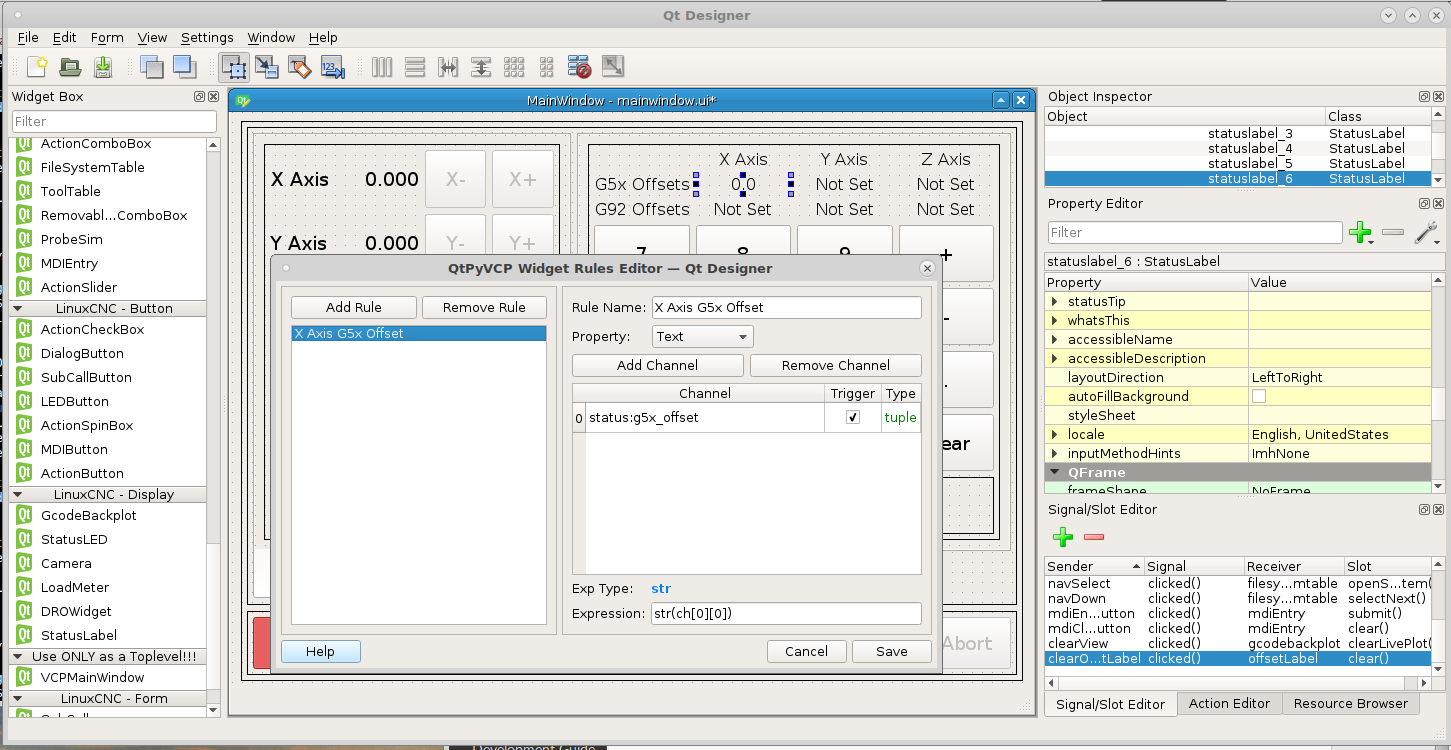 Qt Designer
File Edit Form View Settings Window Help
Widget Box
Filter
ActionComboBox
FileSystemTable
ToolTable
Removabl...ComboBox
ProbeSim
MDIEntry
ActionSlider
LinuxCNC - Button
ActionCheckBox
DialogButton
SubCallButton
LEDButton
ActionSpinBox
MDIButton
ActionButton
LinuxCNC - Display
GcodeBackplot
StatusLED
Camera
LoadMeter
DROWidget
StatusLabel
Use ONLY as a Toplevel!!!
VCPMainWindow
LinuxCNC - Form
MainWindow - mainwindow.ui*
X Axis 0.000 X- X+
Y Axis 0.000 Y- Y+
X Axis Y Axis Z Axis
G5x Offsets 0.0 Not Set Not Set
G92 Offsets Not Set Not Set Not Set
7 8 9 +
-
.
ear
Abort
QtPyVCP Widget Rules Editor — Qt Designer
Add Rule Remove Rule
X Axis G5x Offset
Rule Name: X Axis G5x Offset
Property: Text
Add Channel Remove Channel
Channel Trigger Type
0 status:g5x_offset tuple
Exp Type: str
Expression: str(ch[0][0])
Help Cancel Save
Object Inspector
Object Class
statuslabel_3 StatusLabel
statuslabel_4 StatusLabel
statuslabel_5 StatusLabel
statuslabel_6 StatusLabel
Property Editor
Filter
statuslabel_6 : StatusLabel
Property Value
statusTip
whatsThis
accessibleName
accessibleDescription
layoutDirection LeftToRight
autoFillBackground
styleSheet
locale English, UnitedStates
inputMethodHints ImhNone
QFrame
frameShape NoFrame
Signal/Slot Editor
Sender Signal Receiver Slot
navSelect clicked() filesy...mtable openS...tem(
navDown clicked() filesy...mtable selectNext()
mdiEn...utton clicked() mdiEntry submit()
mdiCl...utton clicked() mdiEntry clear()
clearView clicked() gcodebackplot clearLivePlot(
clearO...tLabel clicked() offsetLabel clear()
Signal/Slot Editor Action Editor Resource Browser